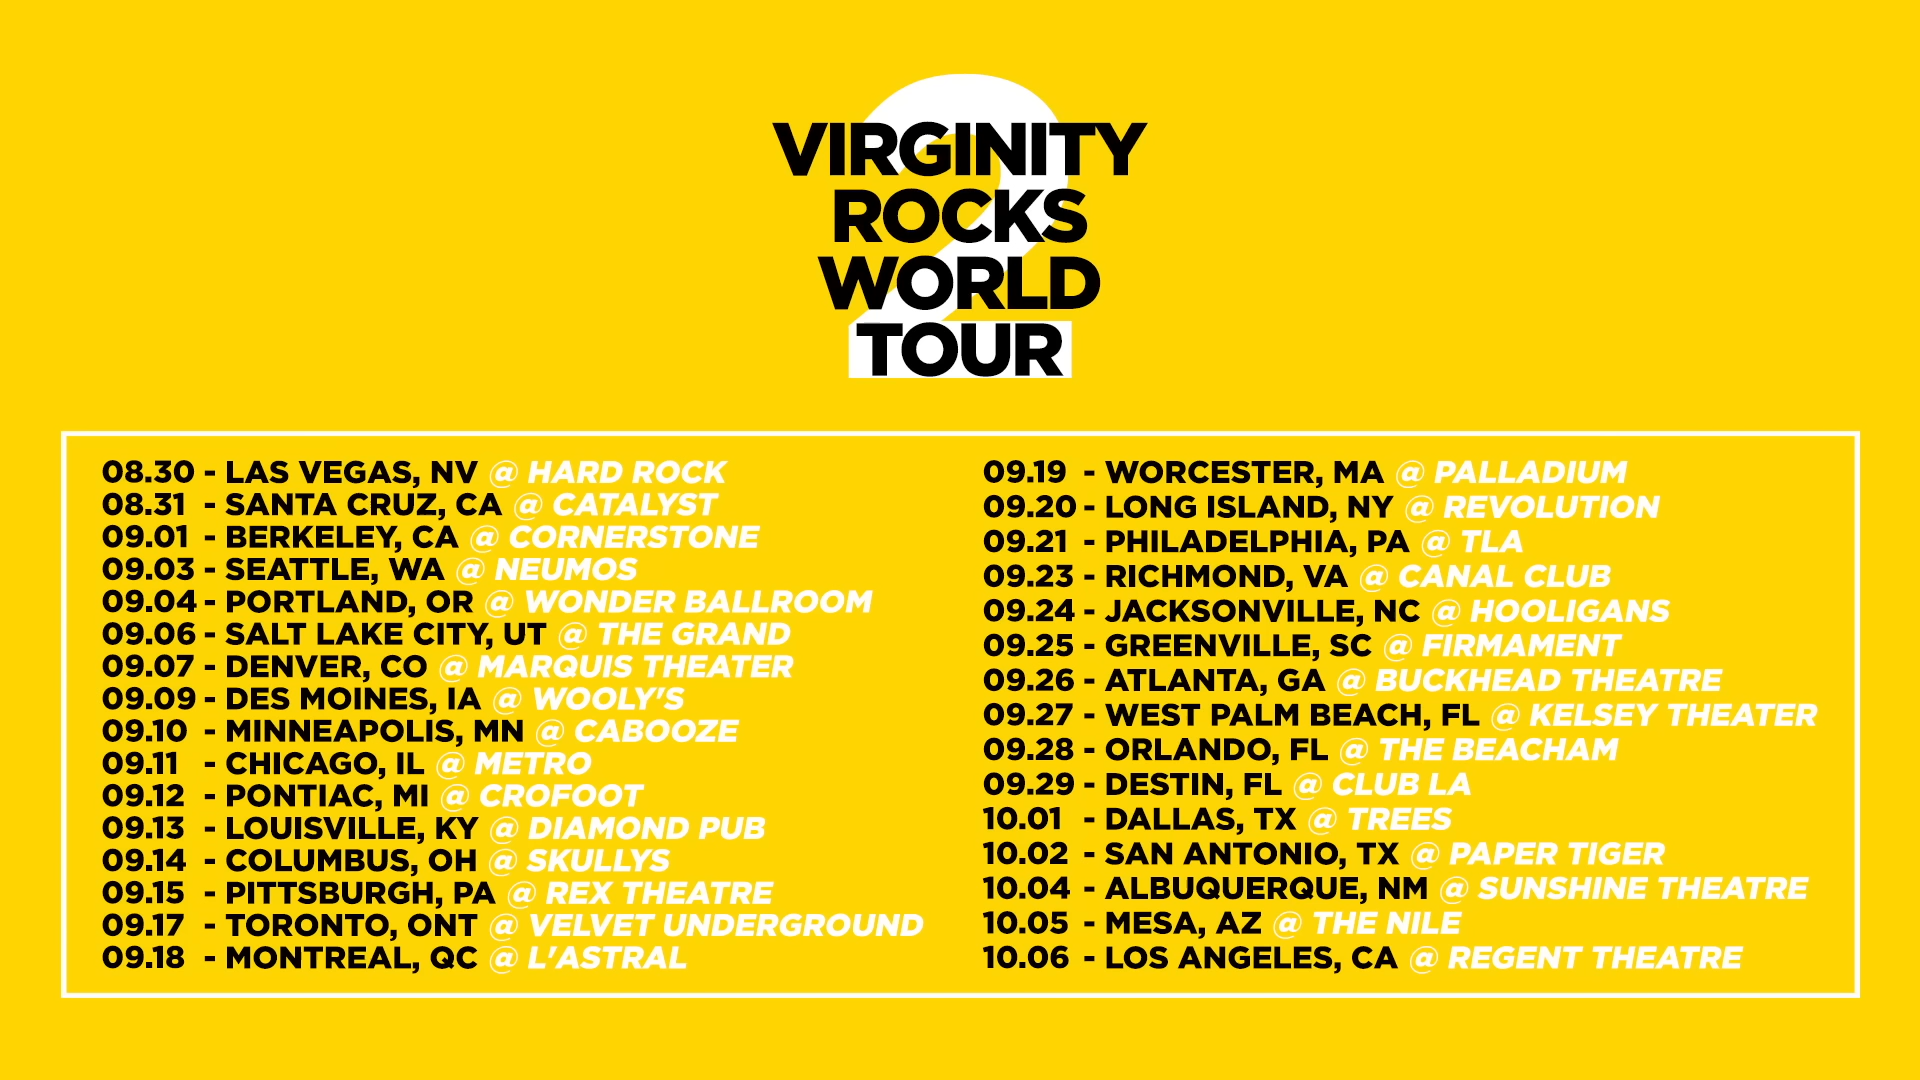 2
VIRGINITY
ROCKS
WORLD
TOUR
08.30 - LAS VEGAS, NV @ HARD ROCK
08.31 - SANTA CRUZ, CA @ CATALYST
09.01 - BERKELEY, CA @ CORNERSTONE
09.03 - SEATTLE, WA @ NEUMOS
09.04 - PORTLAND, OR @ WONDER BALLROOM
09.06 - SALT LAKE CITY, UT @ THE GRAND
09.07 - DENVER, CO @ MARQUIS THEATER
09.09 - DES MOINES, IA @ WOOLY'S
09.10 - MINNEAPOLIS, MN @ CABOOZE
09.11 - CHICAGO, IL @ METRO
09.12 - PONTIAC, MI @ CROFOOT
09.13 - LOUISVILLE, KY @ DIAMOND PUB
09.14 - COLUMBUS, OH @ SKULLYS
09.15 - PITTSBURGH, PA @ REX THEATRE
09.17 - TORONTO, ONT @ VELVET UNDERGROUND
09.18 - MONTREAL, QC @ L'ASTRAL
09.19 - WORCESTER, MA @ PALLADIUM
09.20 - LONG ISLAND, NY @ REVOLUTION
09.21 - PHILADELPHIA, PA @ TLA
09.23 - RICHMOND, VA @ CANAL CLUB
09.24 - JACKSONVILLE, NC @ HOOLIGANS
09.25 - GREENVILLE, SC @ FIRMAMENT
09.26 - ATLANTA, GA @ BUCKHEAD THEATRE
09.27 - WEST PALM BEACH, FL @ KELSEY THEATER
09.28 - ORLANDO, FL @ THE BEACHAM
09.29 - DESTIN, FL @ CLUB LA
10.01 - DALLAS, TX @ TREES
10.02 - SAN ANTONIO, TX @ PAPER TIGER
10.04 - ALBUQUERQUE, NM @ SUNSHINE THEATRE
10.05 - MESA, AZ @ THE NILE
10.06 - LOS ANGELES, CA @ REGENT THEATRE